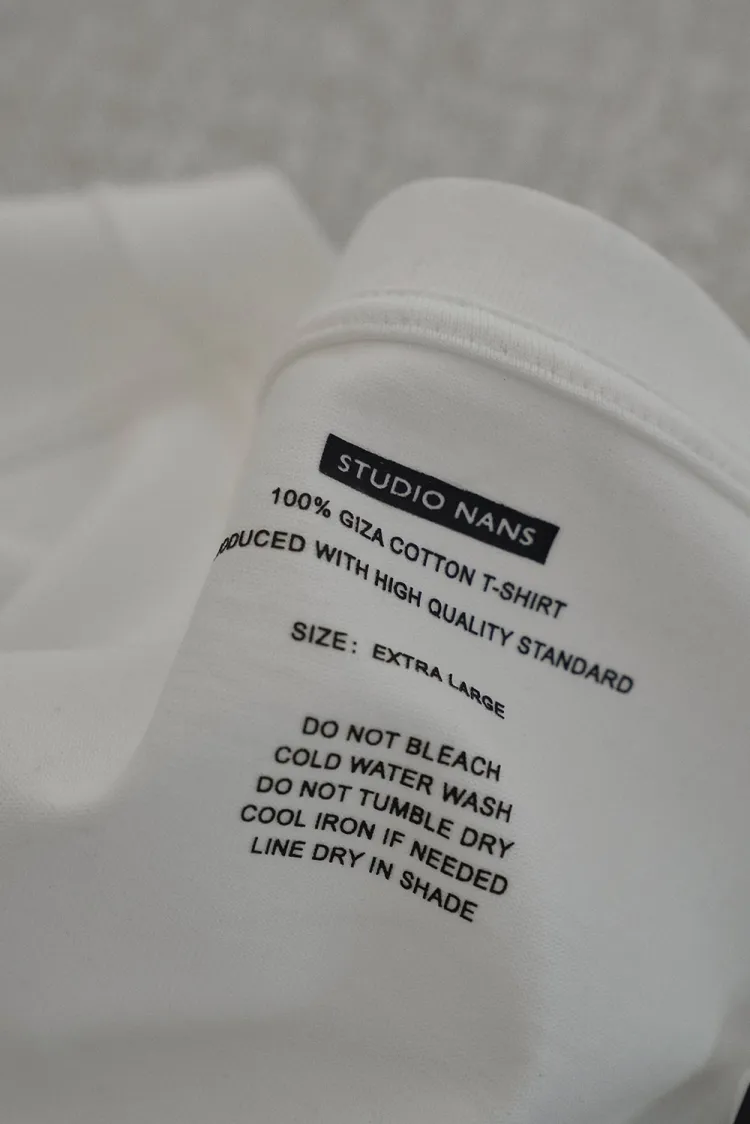 STUDIO NANS
100% GIZA COTTON T-SHIRT
ODUCED WITH HIGH QUALITY STANDARD
SIZE: EXTRA LARGE
DO NOT BLEACH
COLD WATER WASH
DO NOT TUMBLE DRY
COOL IRON IF NEEDED
LINE DRY IN SHADE